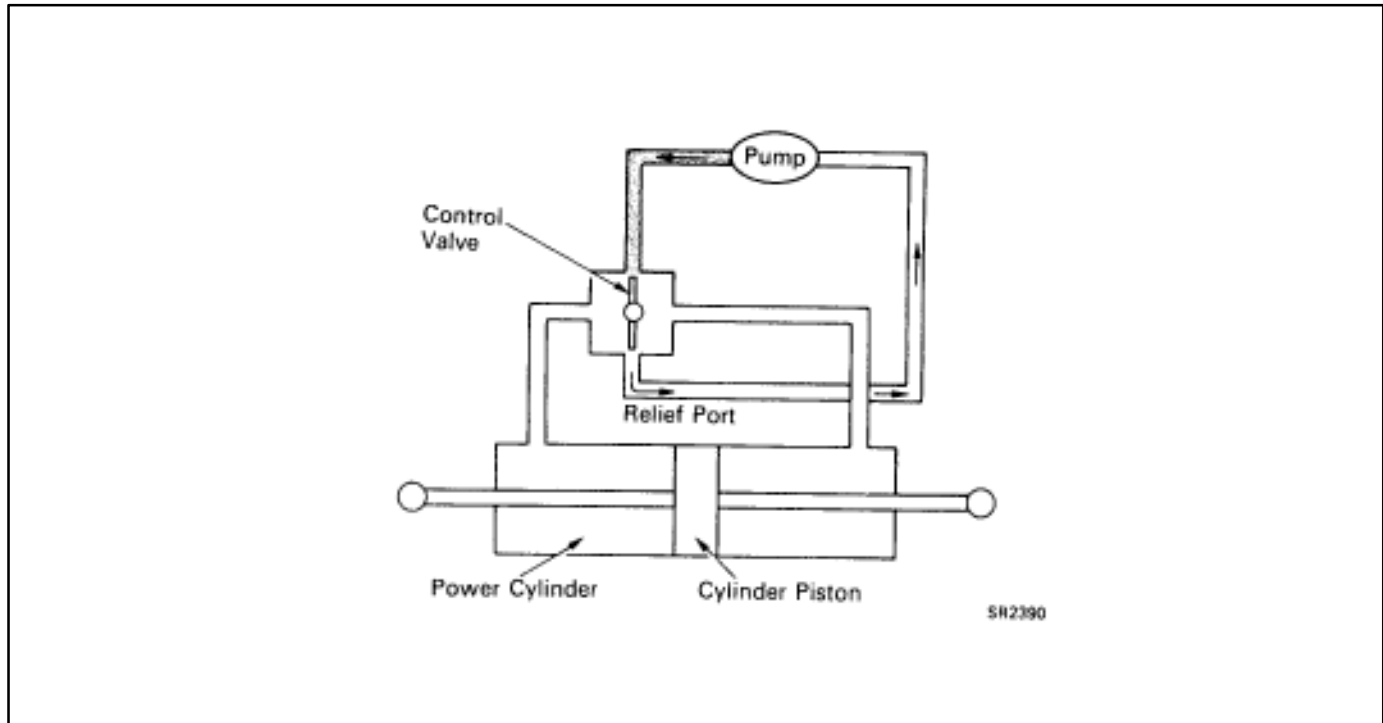 Pump
Control
Valve
Relief Port
Power Cylinder
Cylinder Piston
SR2390